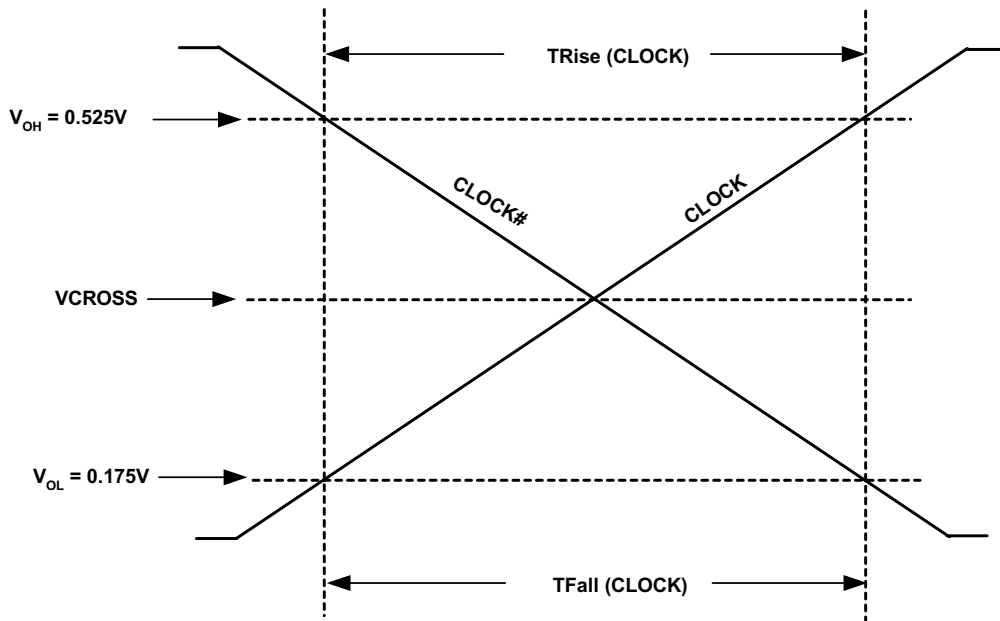 TRise (CLOCK)
VOH = 0.525V
CLOCK#
CLOCK
VCROSS
VOL = 0.175V
TFall (CLOCK)